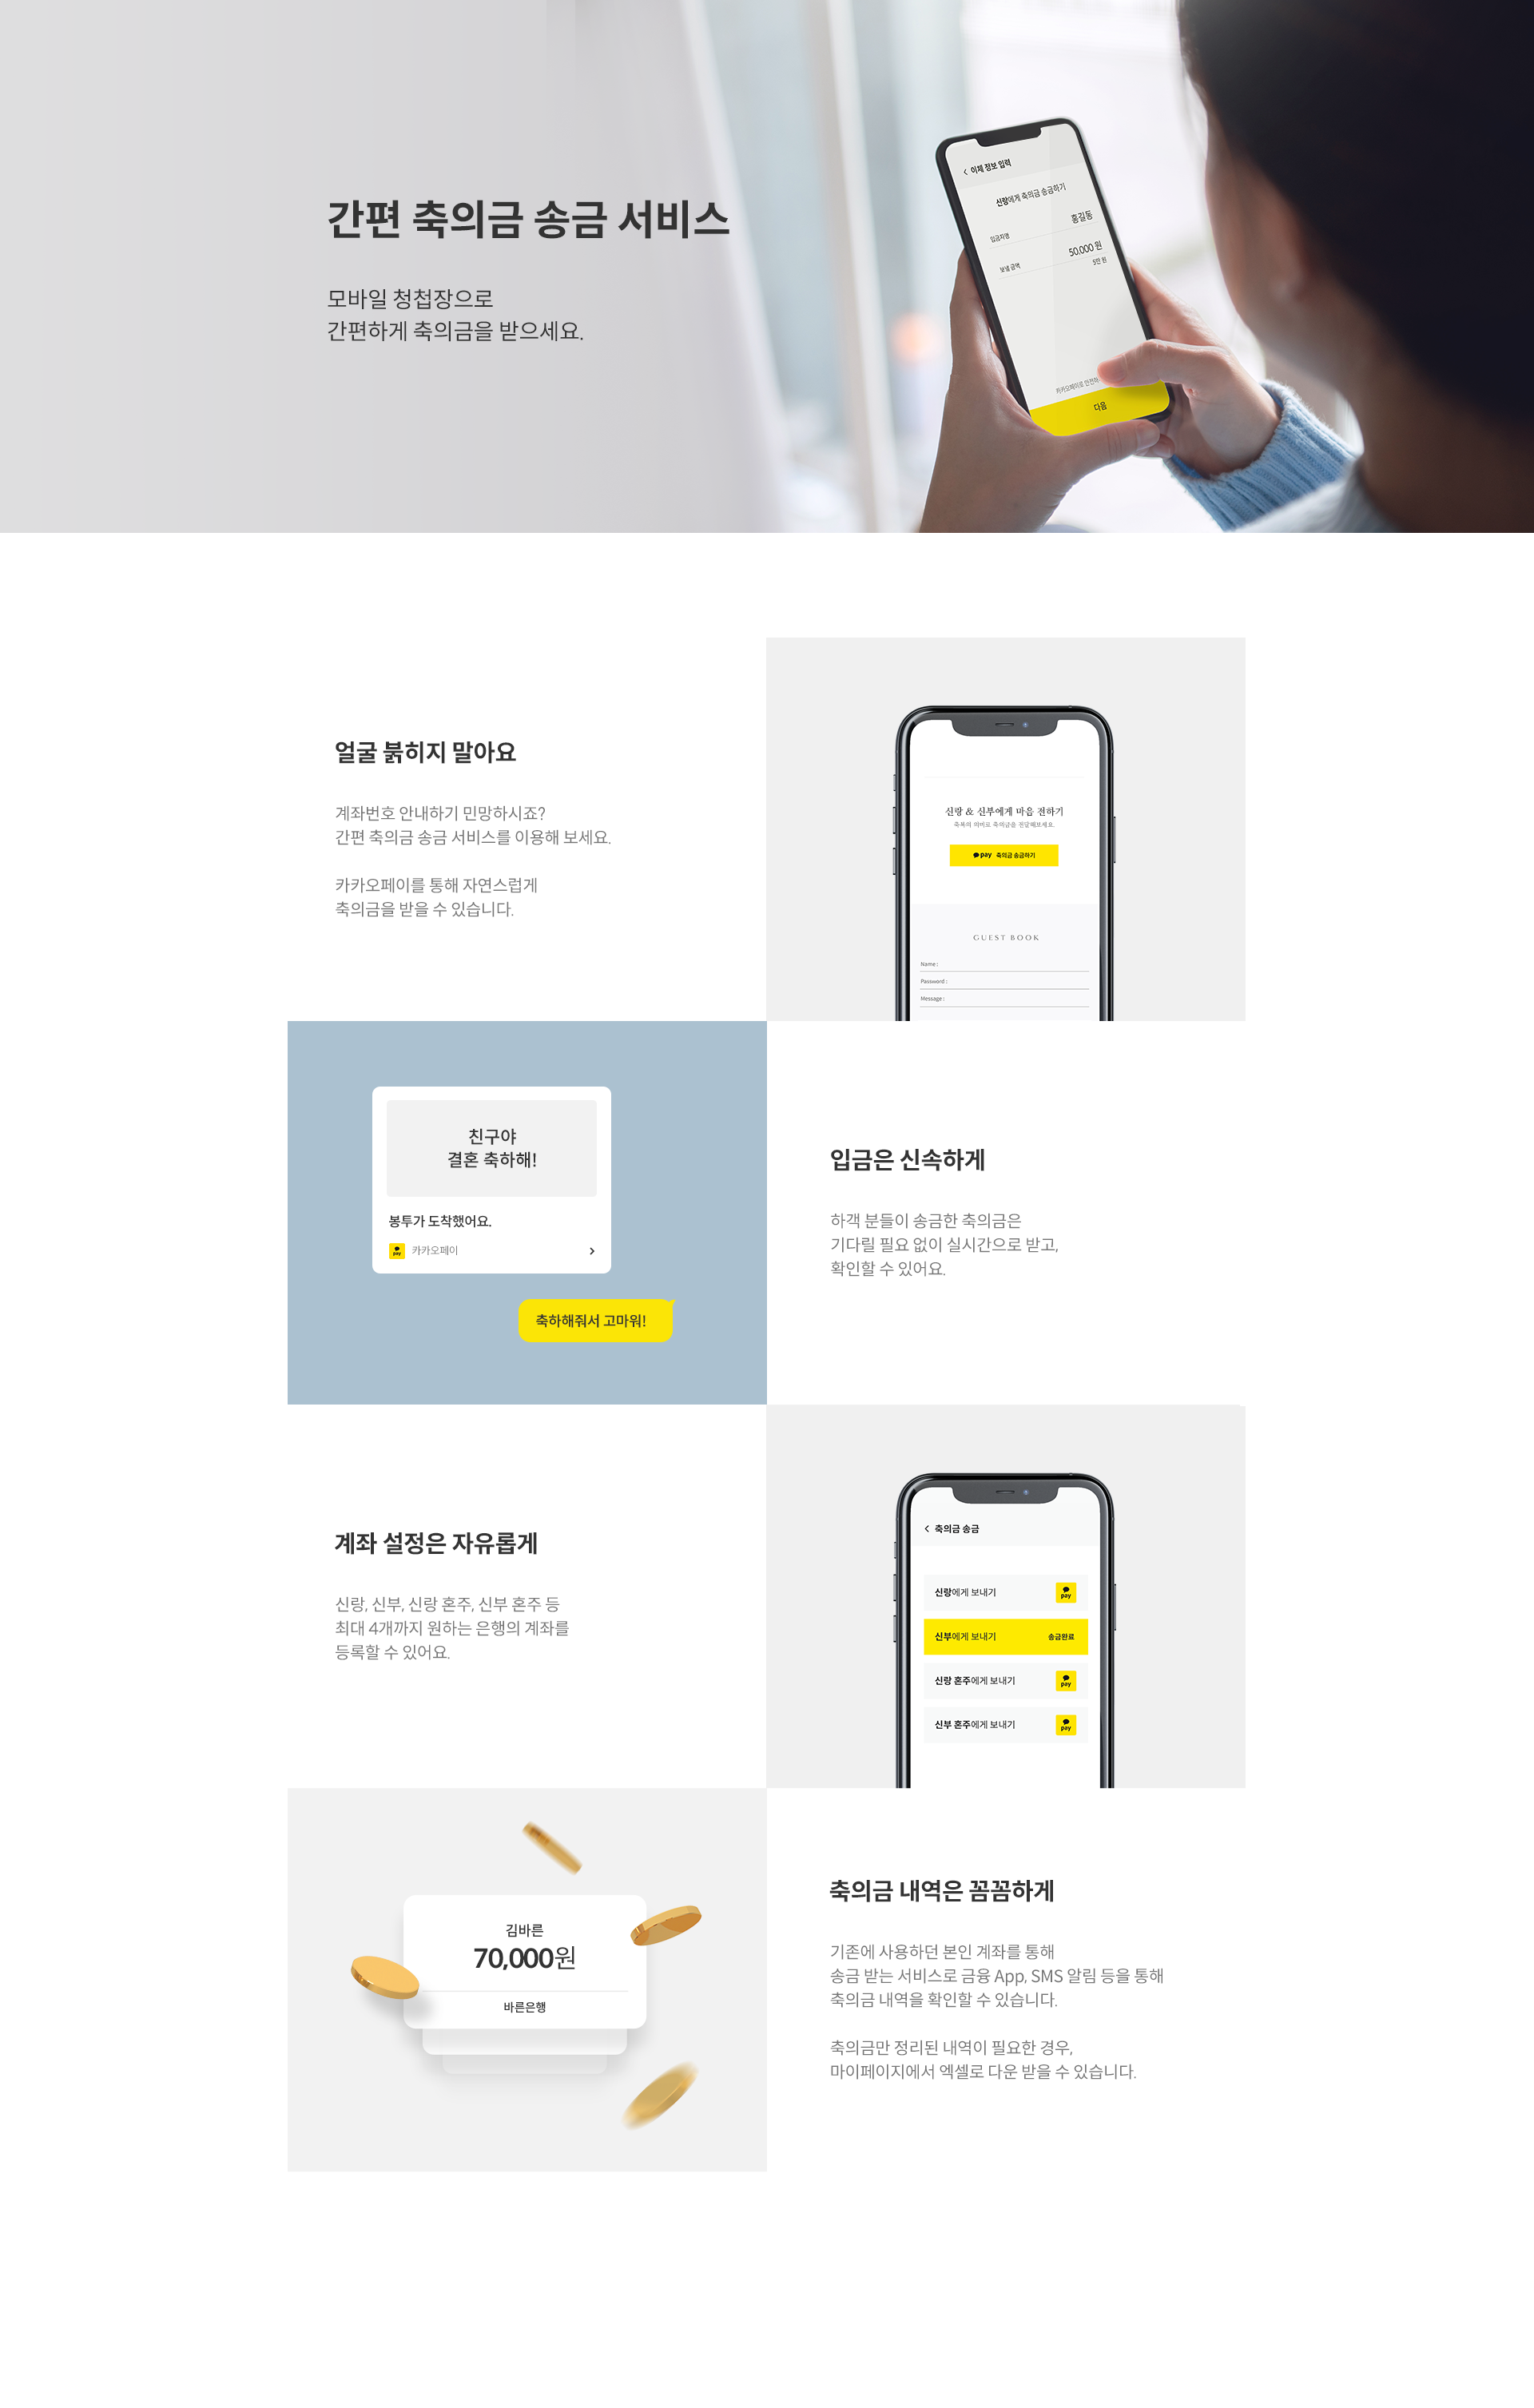 간편 축의금 송금 서비스
모바일 청첩장으로
간편하게 축의금을 받으세요.
이체 정보 입력
신랑에게 축의금 송금하기
입금자명
홍길동
보낼 금액
50,000 원
5만 원
카카오페이로 안전하
다음
얼굴 붉히지 말아요
계좌번호 안내하기 민망하시죠?
간편 축의금 송금 서비스를 이용해 보세요.
카카오페이를 통해 자연스럽게
축의금을 받을 수 있습니다.
신랑 & 신부에게 마음 전하기
축복의 의미로 축의금을 전달해보세요.
pay 축의금 송금하기
GUEST BOOK
Name :
Password :
Message :
친구야
결혼 축하해!
봉투가 도착했어요.
pay 카카오페이
축하해줘서 고마워!
입금은 신속하게
하객 분들이 송금한 축의금은
기다릴 필요 없이 실시간으로 받고,
확인할 수 있어요.
계좌 설정은 자유롭게
신랑, 신부, 신랑 혼주, 신부 혼주 등
최대 4개까지 원하는 은행의 계좌를
등록할 수 있어요.
축의금 송금
신랑에게 보내기
pay
신부에게 보내기
송금완료
신랑 혼주에게 보내기
pay
신부 혼주에게 보내기
pay
김바른
70,000원
바른은행
축의금 내역은 꼼꼼하게
기존에 사용하던 본인 계좌를 통해
송금 받는 서비스로 금융 App, SMS 알림 등을 통해
축의금 내역을 확인할 수 있습니다.
축의금만 정리된 내역이 필요한 경우,
마이페이지에서 엑셀로 다운 받을 수 있습니다.